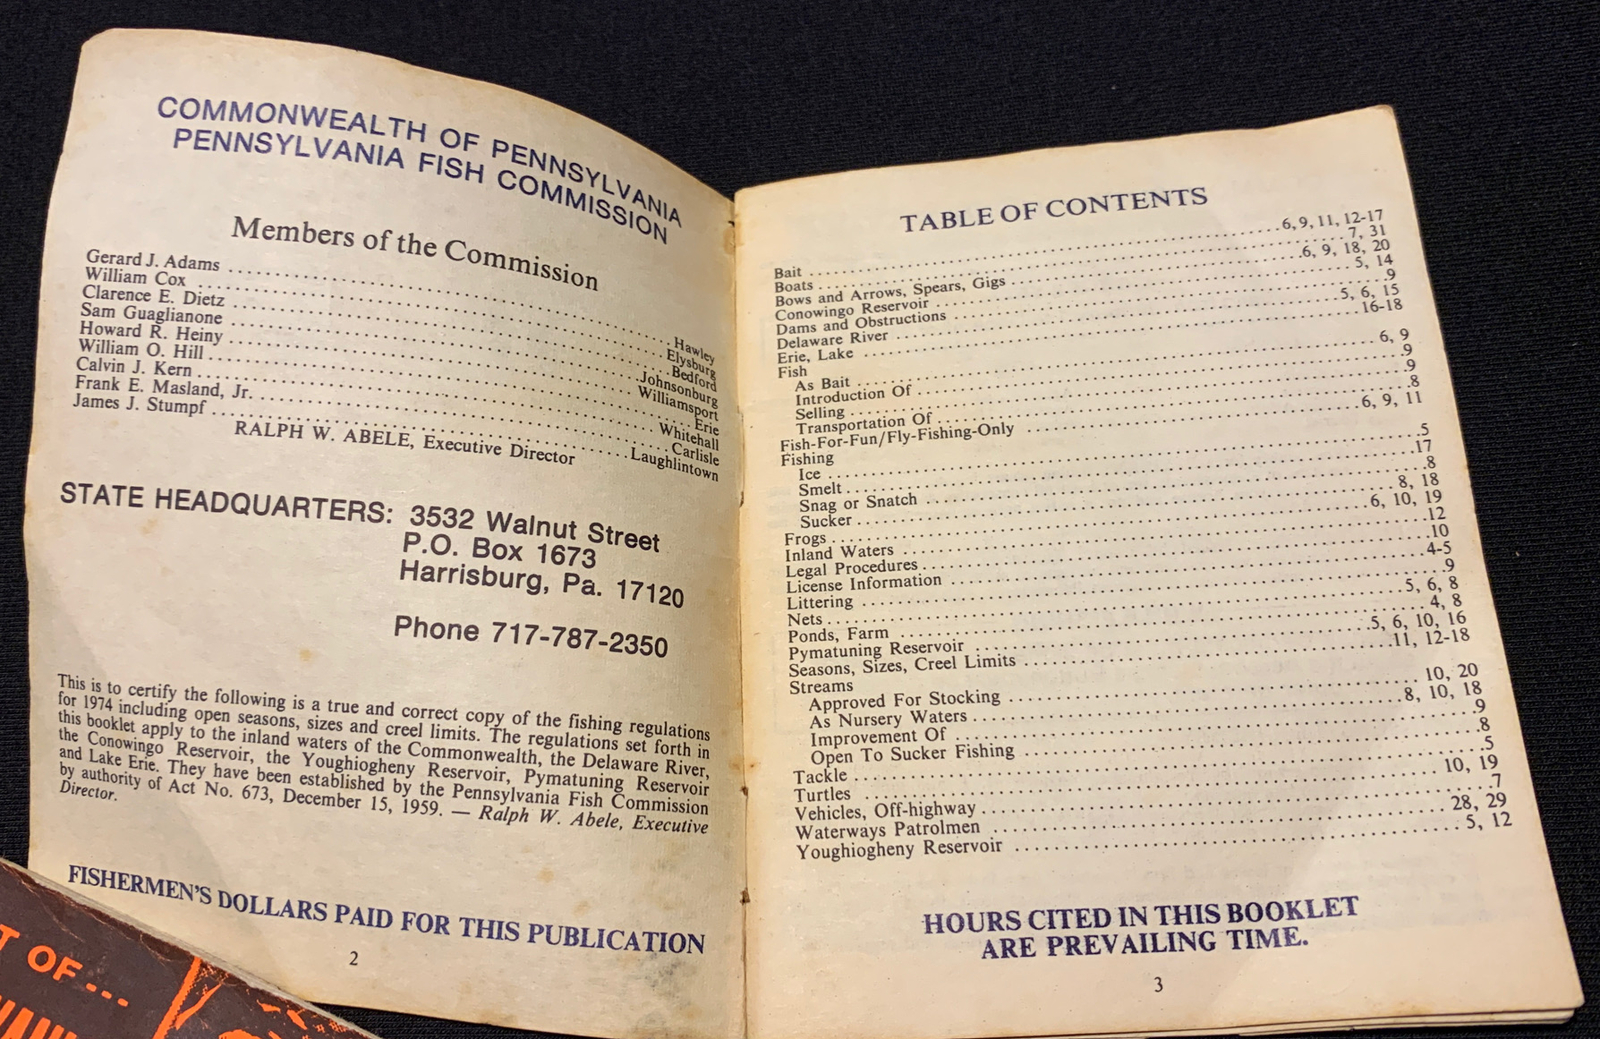 COMMONWEALTH OF PENNSYLVANIA
PENNSYLVANIA FISH COMMISSION
Members of the Commission
Gerard J. Adams ........ Hawley
William Cox ........ Elysburg
Clarence E. Dietz ........ Bedford
Sam Guaglianone ........ Johnsonburg
Howard R. Heiny ........ Williamsport
William O. Hill ........ Erie
Calvin J. Kern ........ Whitehall
Frank E. Masland, Jr. ........ Carlisle
James J. Stumpf ........ Laughlintown
RALPH W. ABELE, Executive Director
STATE HEADQUARTERS: 3532 Walnut Street
P.O. Box 1673
Harrisburg, Pa. 17120
Phone 717-787-2350
This is to certify the following is a true and correct copy of the fishing regulations
for 1974 including open seasons, sizes and creel limits. The regulations set forth in
this booklet apply to the inland waters of the Commonwealth, the Delaware River,
the Conowingo Reservoir, the Youghiogheny Reservoir, Pymatuning Reservoir
and Lake Erie. They have been established by the Pennsylvania Fish Commission
by authority of Act No. 673, December 15, 1959. — Ralph W. Abele, Executive
Director.
FISHERMEN'S DOLLARS PAID FOR THIS PUBLICATION
2
T OF...
TABLE OF CONTENTS
Bait ........ 6, 9, 11, 12-17
Boats ........ 7, 31
Bows and Arrows, Spears, Gigs ........ 6, 9, 18, 20
Conowingo Reservoir ........ 5, 14
Dams and Obstructions ........ 9
Delaware River ........ 5, 6, 15
Erie, Lake ........ 16-18
Fish
As Bait ........ 6, 9
Introduction Of ........ 9
Selling ........ 9
Transportation Of ........ 8
Fish-For-Fun/Fly-Fishing-Only ........ 6, 9, 11
Fishing
Ice ........ 5
Smelt ........ 17
Snag or Snatch ........ 8
Sucker ........ 8, 18
Frogs ........ 6, 10, 19
Inland Waters ........ 12
Legal Procedures ........ 10
License Information ........ 4-5
Littering ........ 9
Nets ........ 5, 6, 8
Ponds, Farm ........ 4, 8
Pymatuning Reservoir ........ 5, 6, 10, 16
Seasons, Sizes, Creel Limits ........ 11, 12-18
Streams
Approved For Stocking ........ 10, 20
As Nursery Waters ........ 8, 10, 18
Improvement Of ........ 9
Open To Sucker Fishing ........ 8
Tackle ........ 5
Turtles ........ 10, 19
Vehicles, Off-highway ........ 7
Waterways Patrolmen ........ 28, 29
Youghiogheny Reservoir ........ 5, 12
HOURS CITED IN THIS BOOKLET
ARE PREVAILING TIME.
3